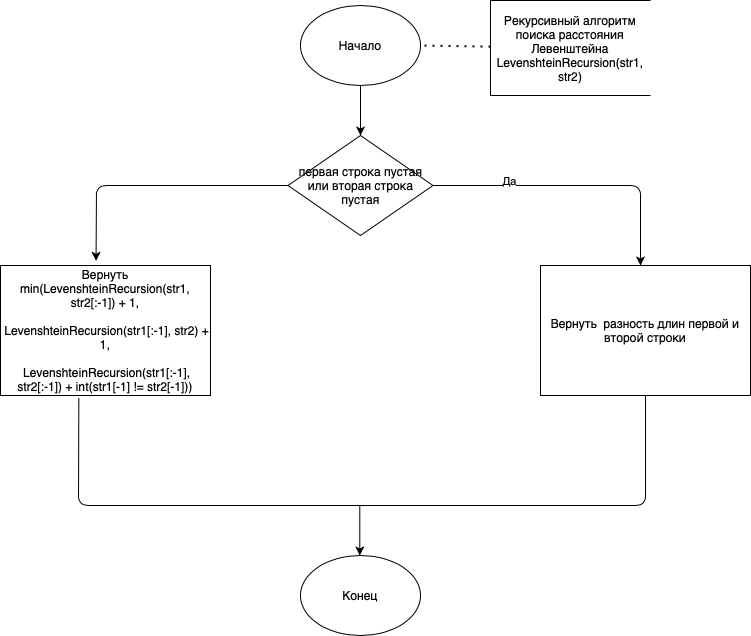 Начало
Рекурсивный алгоритм
поиска расстояния
Левенштейна
LevenshteinRecursion(str1,
str2)
первая строка пустая
или вторая строка
пустая
Да
Вернуть
min(LevenshteinRecursion(str1,
str2[:-1]) + 1,
LevenshteinRecursion(str1[:-1], str2) +
1,
LevenshteinRecursion(str1[:-1],
str2[:-1]) + int(str1[-1] != str2[-1]))
Вернуть разность длин первой и
второй строки
Конец